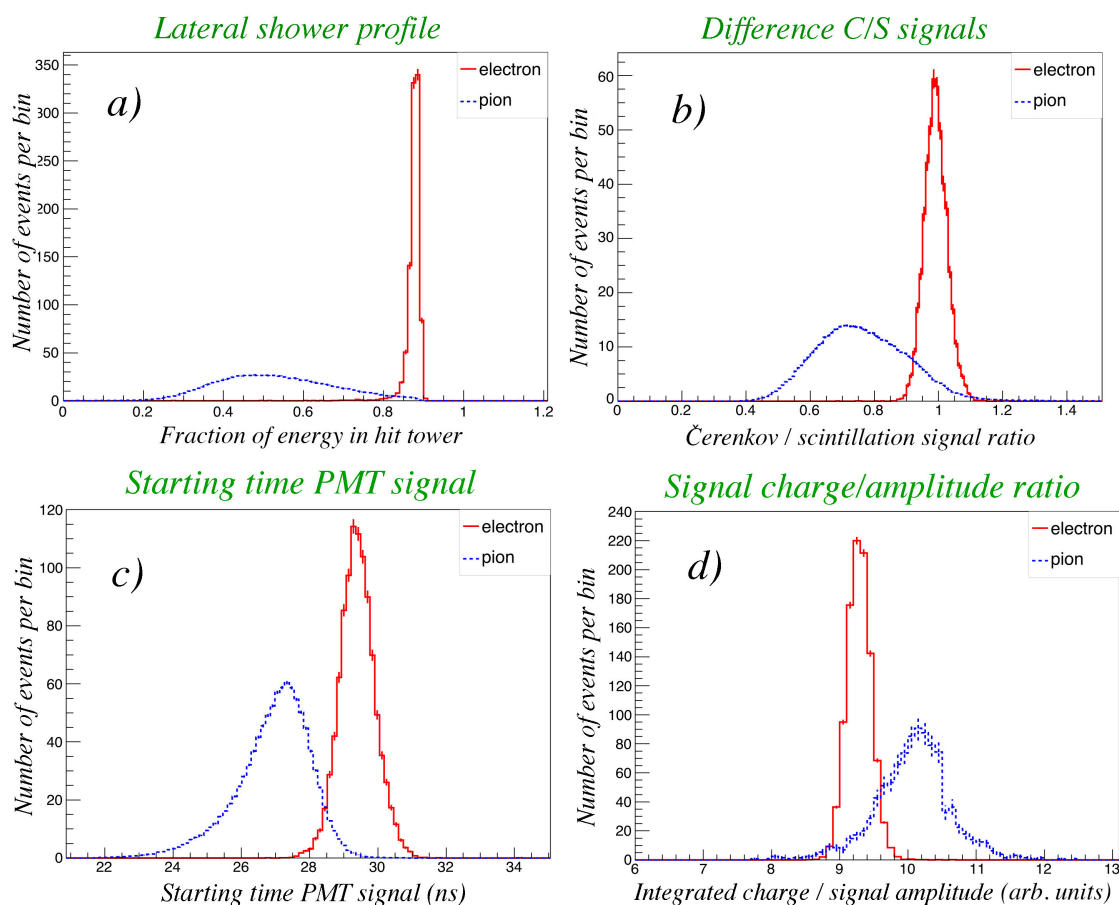 Lateral shower profile
Number of events per bin
350
300
250
200
150
100
50
0
a)
electron
pion
0 0.2 0.4 0.6 0.8 1 1.2
Fraction of energy in hit tower
Difference C/S signals
Number of events per bin
60
50
40
30
20
10
0
b)
electron
pion
0 0.2 0.4 0.6 0.8 1 1.2 1.4
Čerenkov / scintillation signal ratio
Starting time PMT signal
Number of events per bin
120
100
80
60
40
20
0
c)
electron
pion
22 24 26 28 30 32 34
Starting time PMT signal (ns)
Signal charge/amplitude ratio
Number of events per bin
240
220
200
180
160
140
120
100
80
60
40
20
0
d)
electron
pion
6 7 8 9 10 11 12 13
Integrated charge / signal amplitude (arb. units)